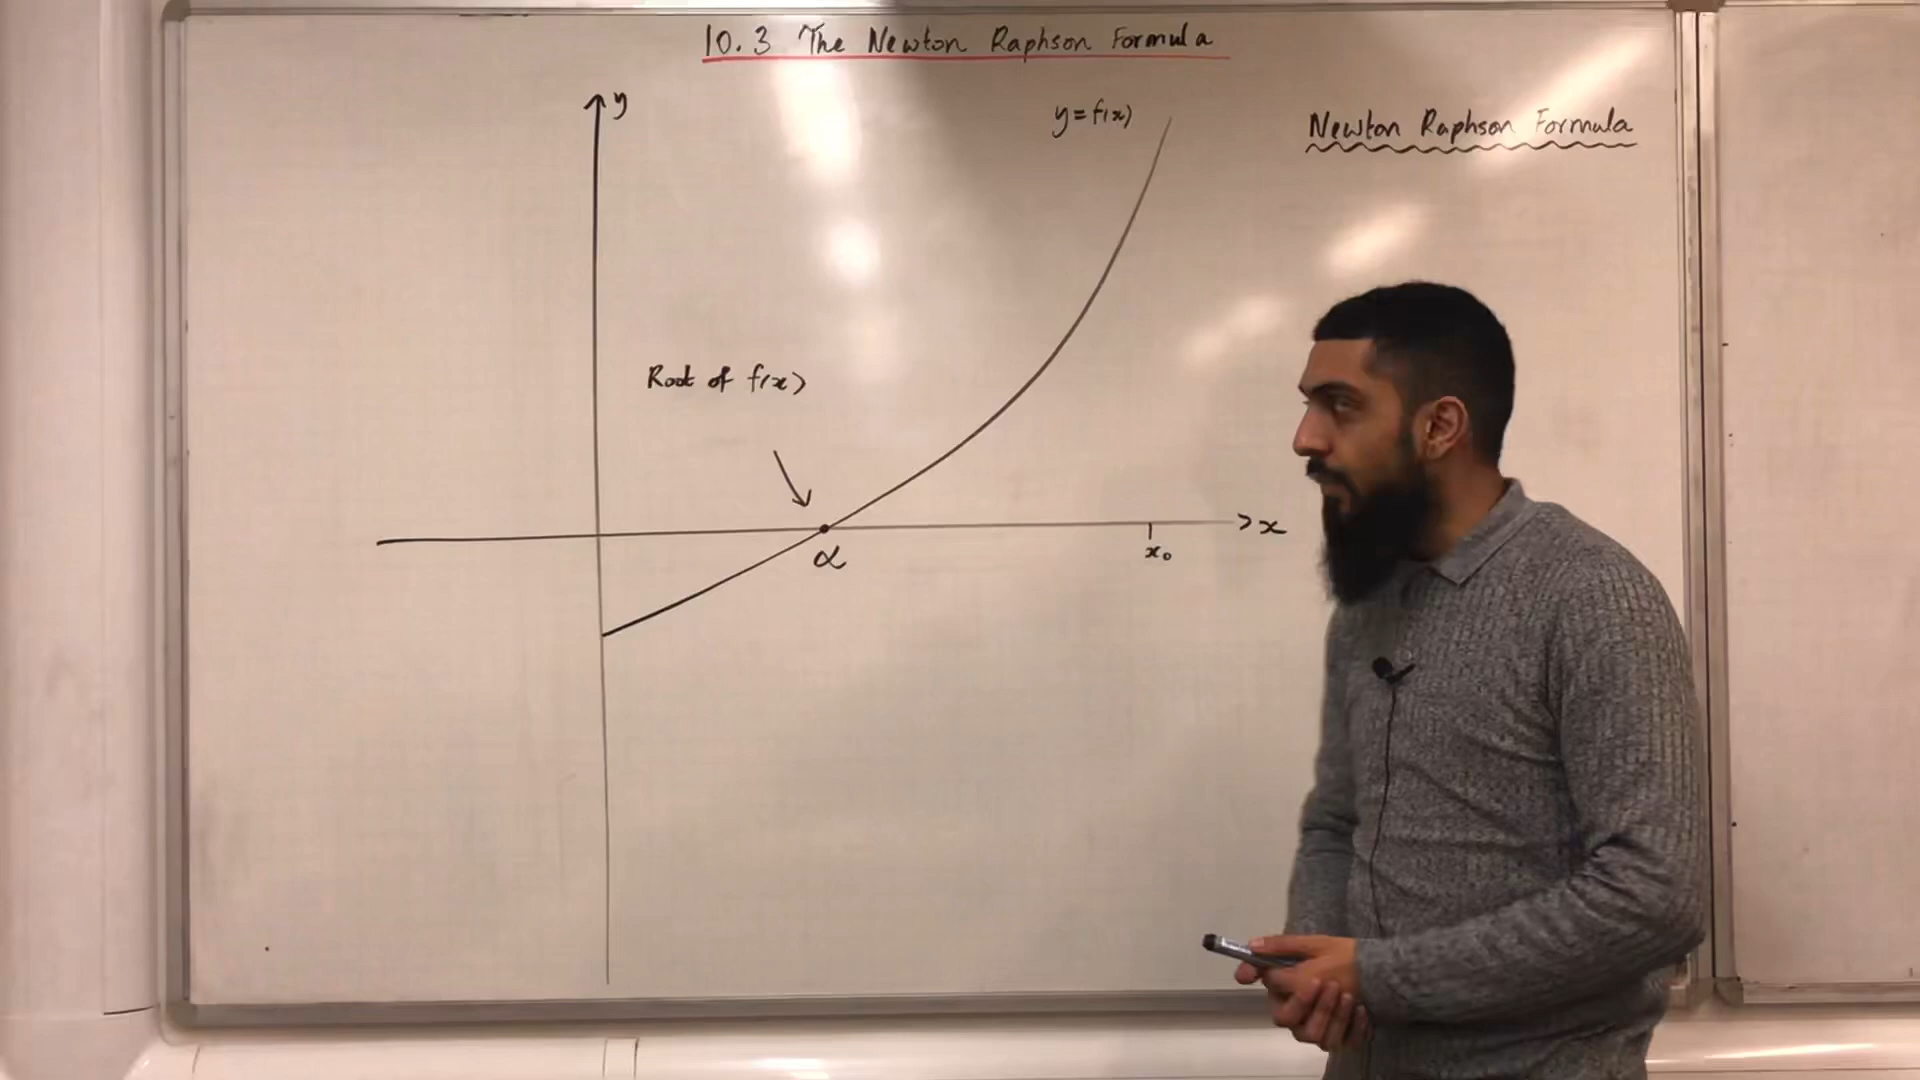 10.3 The Newton Raphson Formula
y
y=f(x)
Newton Raphson Formula
Root of f(x)
α
x₀
x